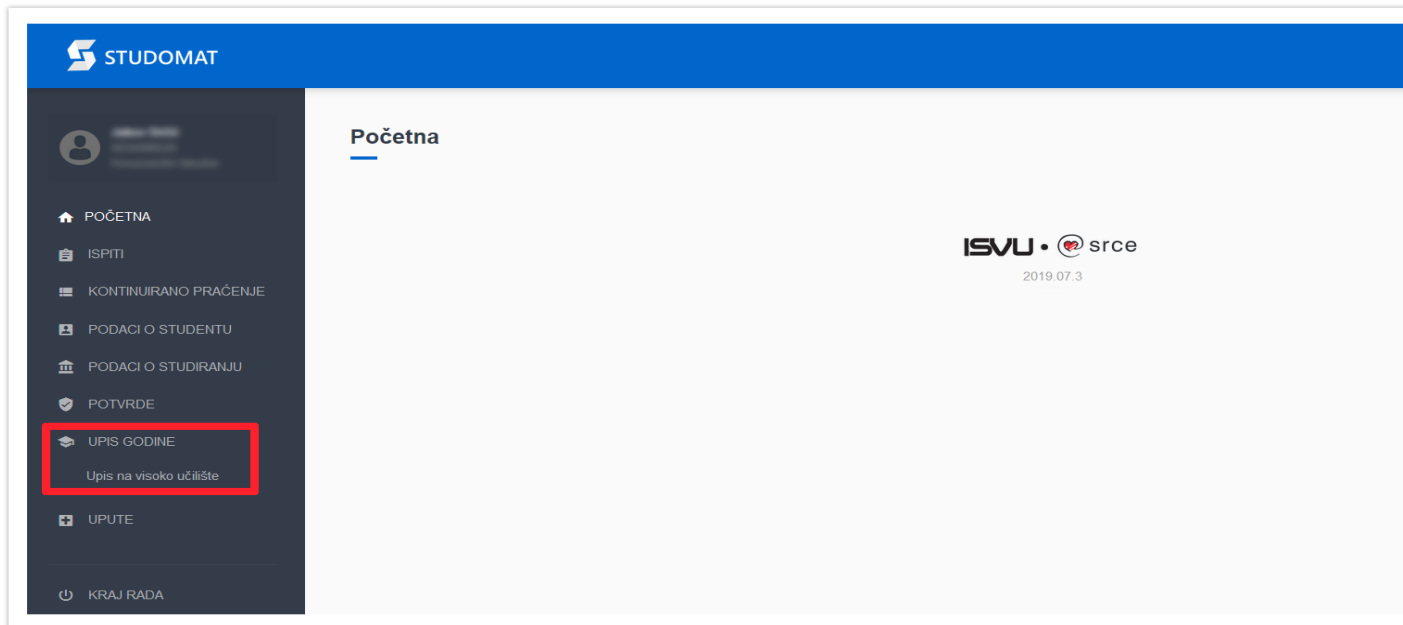 STUDOMAT
Početna
POČETNA
ISPITI
KONTINUIRANO PRAĆENJE
PODACI O STUDENTU
PODACI O STUDIRANJU
POTVRDE
UPIS GODINE
Upis na visoko učilište
UPUTE
KRAJ RADA
ISVU • @ srce
2019.07.3